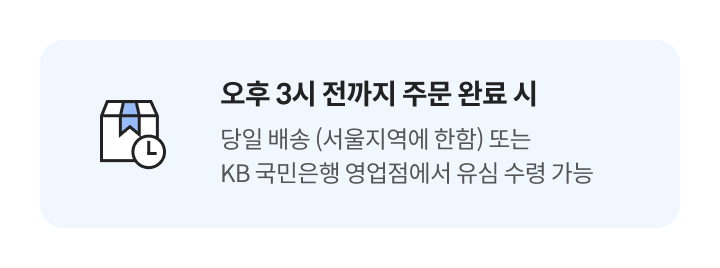 오후 3시 전까지 주문 완료 시
당일 배송 (서울지역에 한함) 또는
KB 국민은행 영업점에서 유심 수령 가능